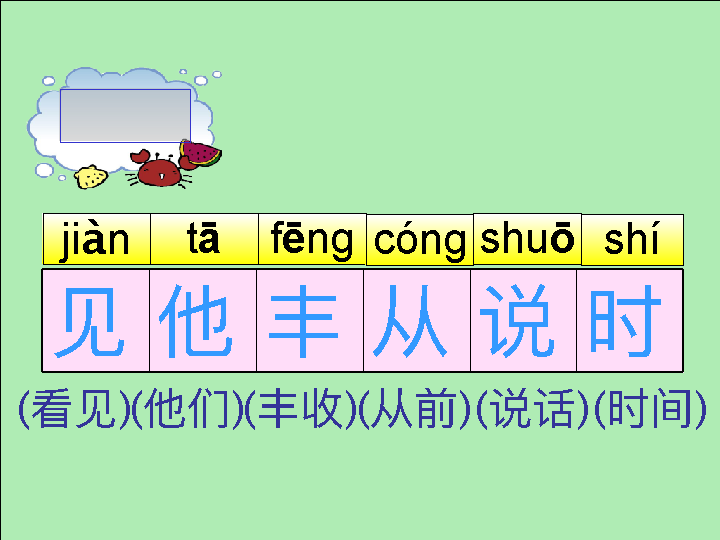 jiàn tā fēng cóng shuō shí
见 他 丰 从 说 时
(看见)(他们)(丰收)(从前)(说话)(时间)